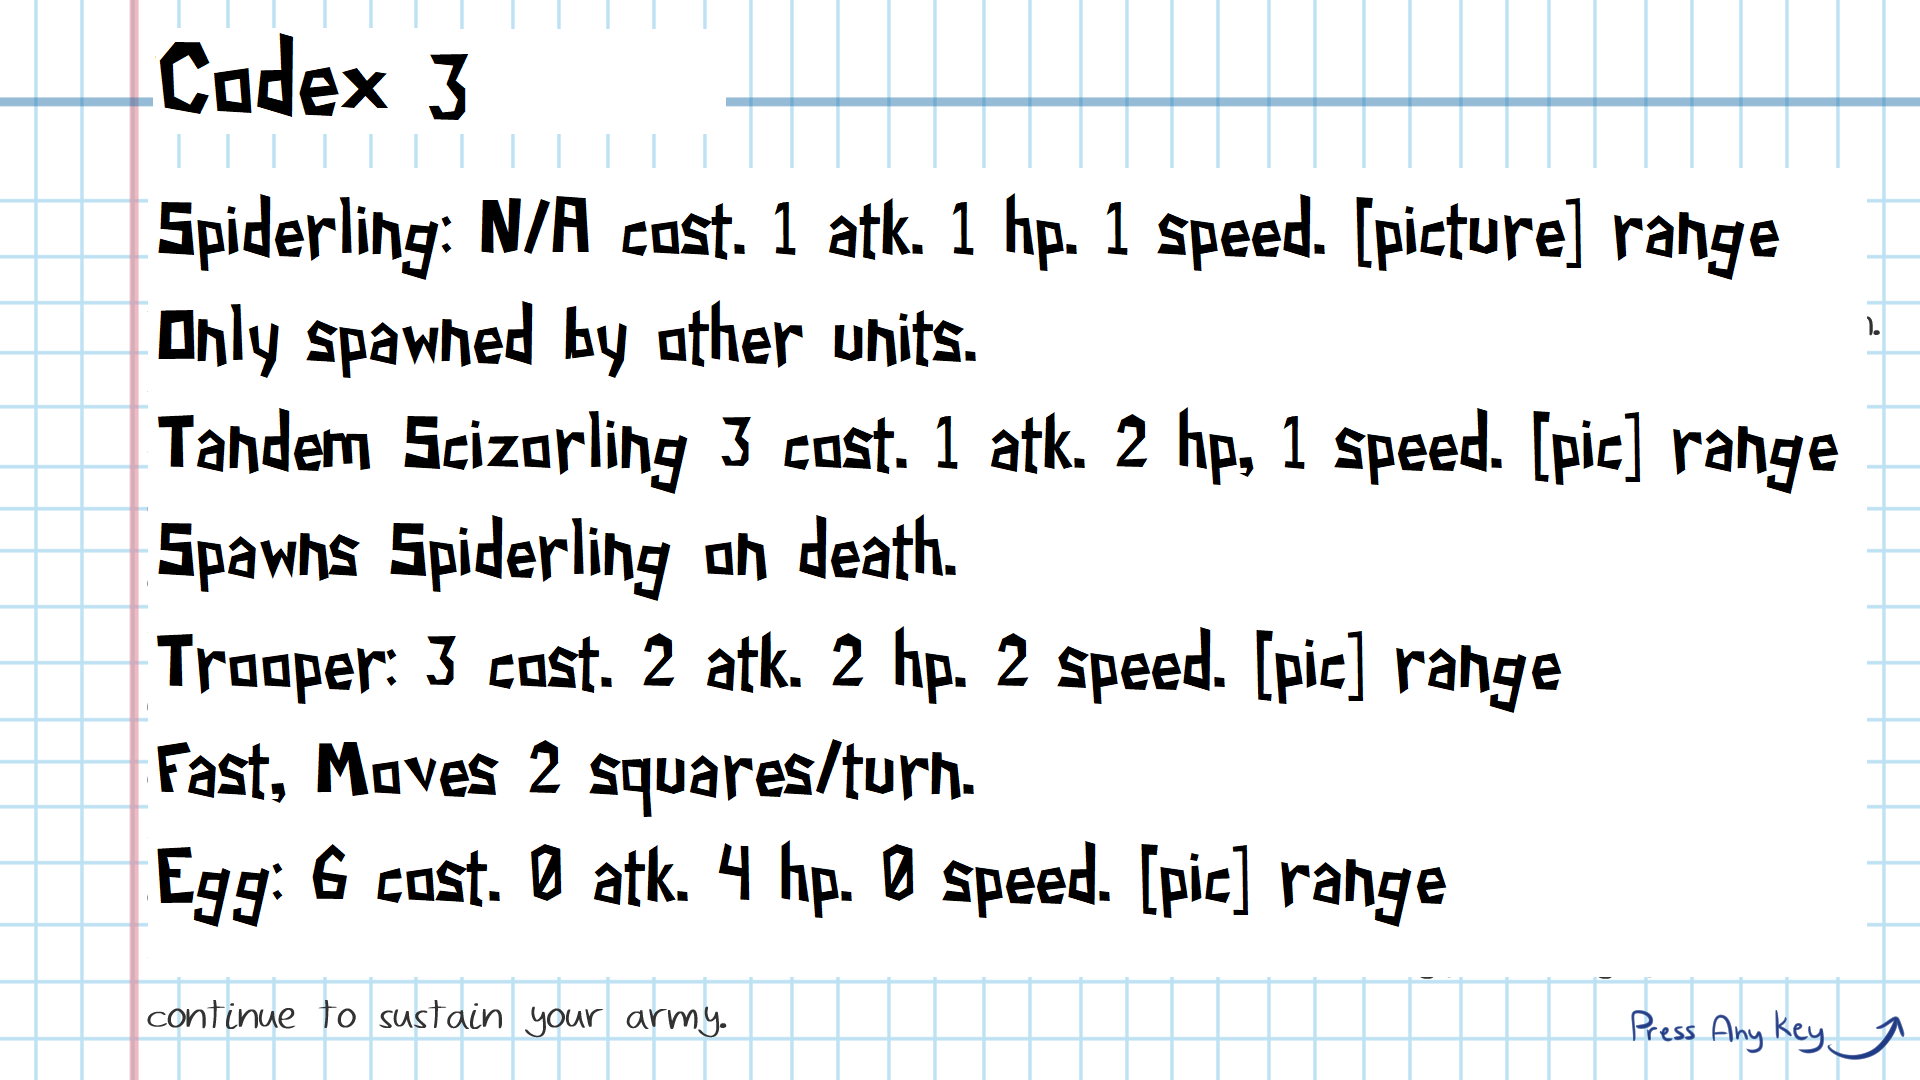 Codex 3
Spiderling: N/A cost. 1 atk. 1 hp. 1 speed. [picture] range
Only spawned by other units.
Tandem Scizorling 3 cost. 1 atk. 2 hp, 1 speed. [pic] range
Spawns Spiderling on death.
Trooper: 3 cost. 2 atk. 2 hp. 2 speed. [pic] range
Fast, Moves 2 squares/turn.
Egg: 6 cost. 0 atk. 4 hp. 0 speed. [pic] range
continue to sustain your army.
Press Any Key